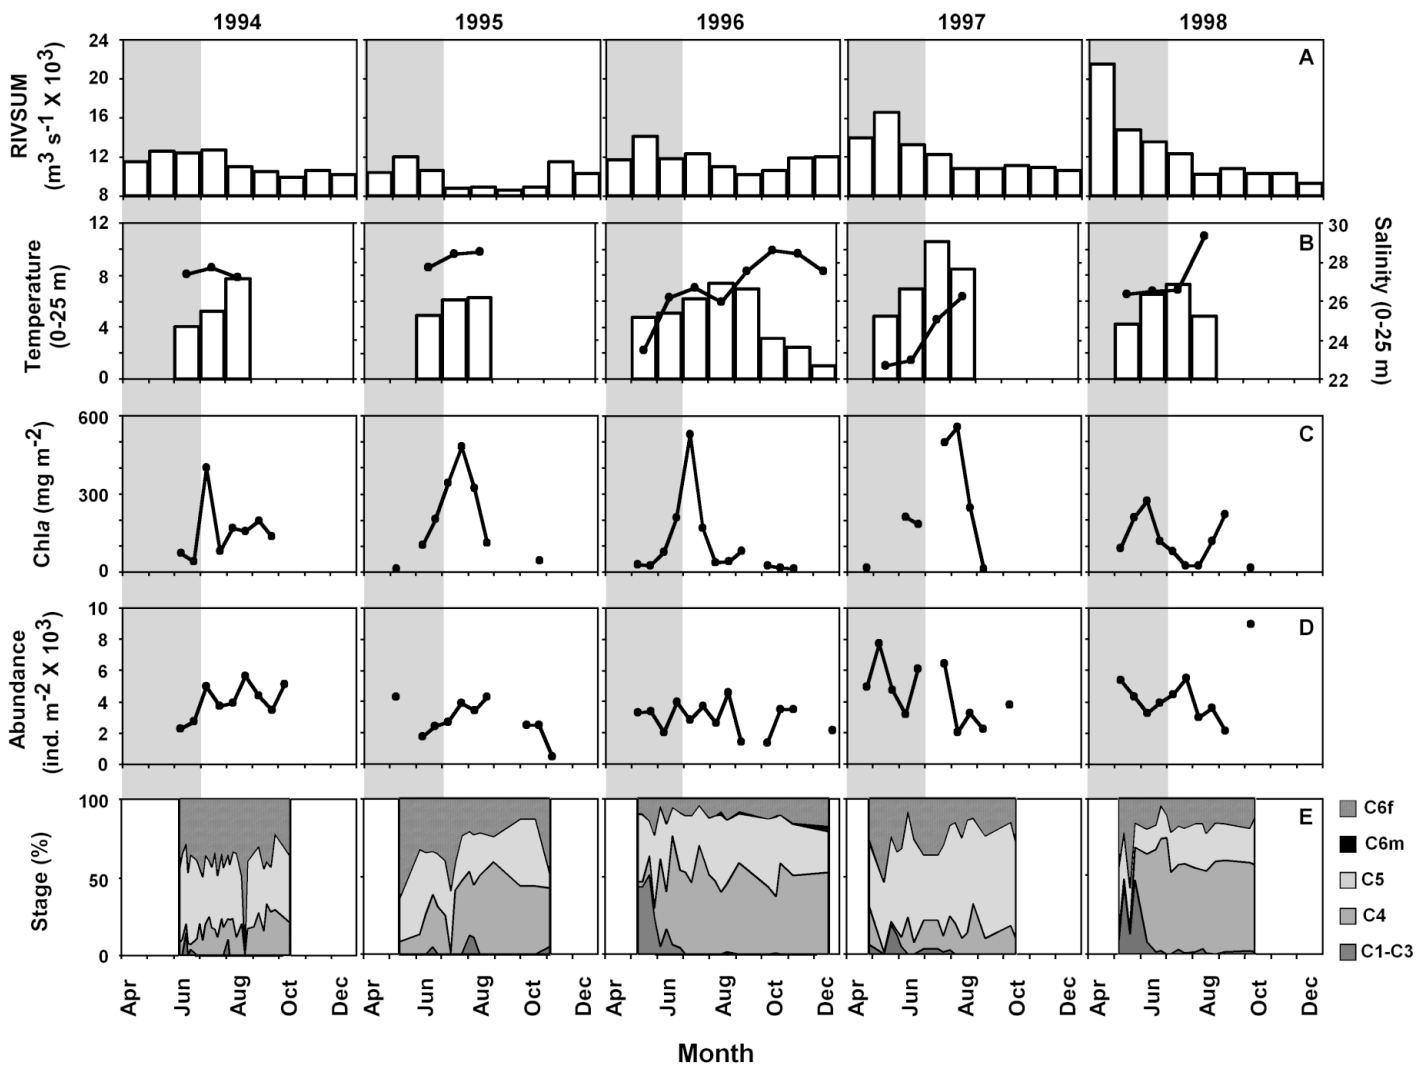 1994 1995 1996 1997 1998
RIVSUM
(m³ s⁻¹ X 10³)
24
20
16
12
8
A
Temperature
(0-25 m)
12
8
4
0
B
30
28
26
24
22
Salinity (0-25 m)
Chla (mg m⁻²)
600
300
0
C
Abundance
(ind. m⁻² X 10³)
10
8
6
4
2
0
D
Stage (%)
100
50
0
E
C6f
C6m
C5
C4
C1-C3
Apr Jun Aug Oct Dec Apr Jun Aug Oct Dec Apr Jun Aug Oct Dec Apr Jun Aug Oct Dec Apr Jun Aug Oct Dec
Month